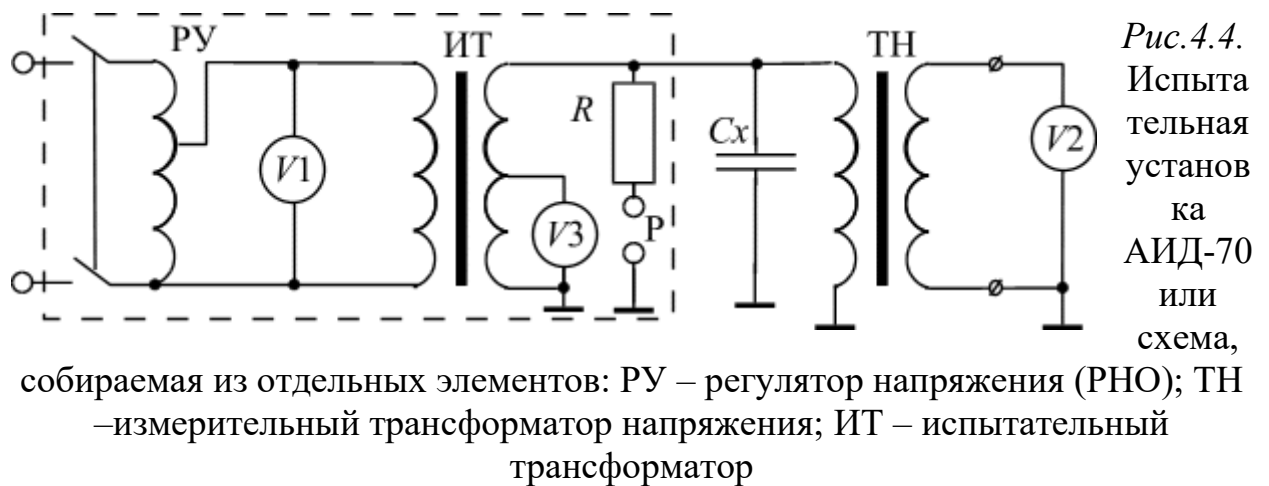 РУ
ИТ
ТН
V1
V3
R
Р
Cx
V2
Рис.4.4.
Испыта
тельная
установ
ка
АИД-70
или
схема,
собираемая из отдельных элементов: РУ – регулятор напряжения (РНО); ТН
–измерительный трансформатор напряжения; ИТ – испытательный
трансформатор